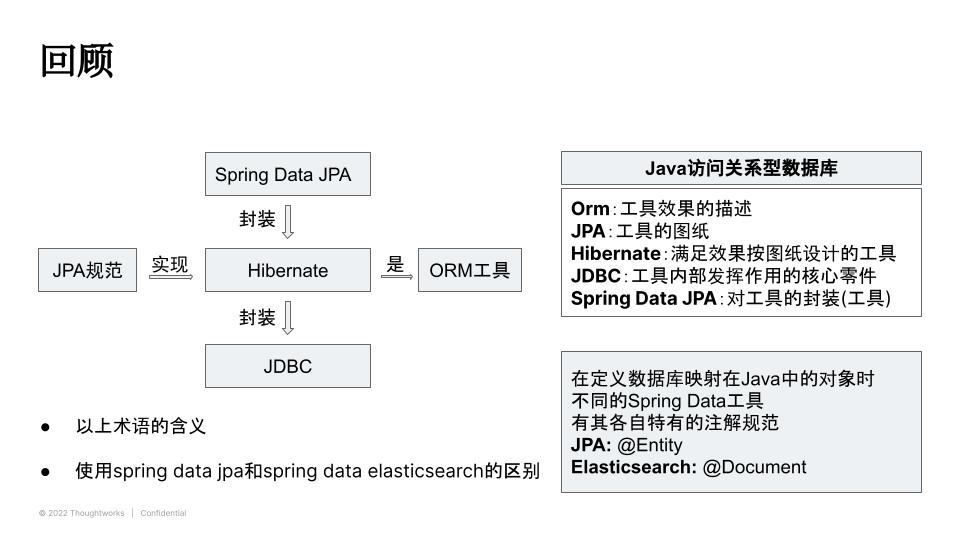 回顾
Spring Data JPA
封装
JPA规范
实现
Hibernate
是
ORM工具
封装
JDBC
● 以上术语的含义
● 使用spring data jpa和spring data elasticsearch的区别
Java访问关系型数据库
Orm：工具效果的描述
JPA：工具的图纸
Hibernate：满足效果按图纸设计的工具
JDBC：工具内部发挥作用的核心零件
Spring Data JPA：对工具的封装(工具)
在定义数据库映射在Java中的对象时
不同的Spring Data工具
有其各自特有的注解规范
JPA: @Entity
Elasticsearch: @Document
© 2022 Thoughtworks | Confidential